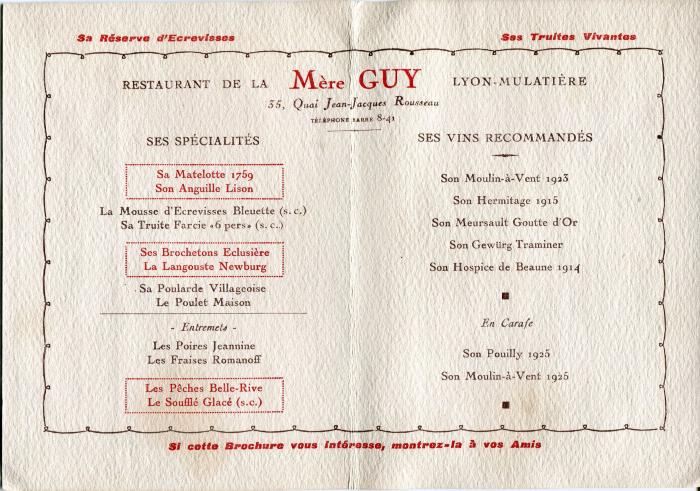 Sa Réserve d'Ecrevisses
Ses Truites Vivantes
RESTAURANT DE LA Mère GUY LYON-MULATIÈRE
35, Quai Jean-Jacques Rousseau
TÉLÉPHONE BARRE 8-41
SES SPÉCIALITÉS
Sa Matelotte 1759
Son Anguille Lison
La Mousse d'Ecrevisses Bleuette (s.c.)
Sa Truite Farcie «6 pers» (s.c.)
Ses Brochetons Eclusière
La Langouste Newburg
Sa Poularde Villageoise
Le Poulet Maison
- Entremets -
Les Poires Jeannine
Les Fraises Romanoff
Les Pêches Belle-Rive
Le Soufflé Glacé (s.c.)
SES VINS RECOMMANDÉS
Son Moulin-à-Vent 1923
Son Hermitage 1915
Son Meursault Goutte d'Or
Son Gewürg Traminer
Son Hospice de Beaune 1914
En Carafe
Son Pouilly 1925
Son Moulin-à-Vent 1925
Si cette Brochure vous intéresse, montrez-la à vos Amis